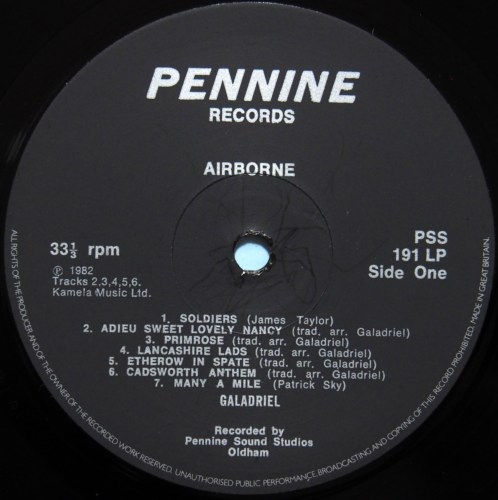 PENNINE
RECORDS
AIRBORNE
33⅓ rpm
℗ 1982
Tracks 2,3,4,5,6.
Kamela Music Ltd.
PSS
191 LP
Side One
1. SOLDIERS (James Taylor)
2. ADIEU SWEET LOVELY NANCY (trad. arr. Galadriel)
3. PRIMROSE (trad. arr. Galadriel)
4. LANCASHIRE LADS (trad. arr. Galadriel)
5. ETHEROW IN SPATE (trad. arr. Galadriel)
6. CADSWORTH ANTHEM (trad. arr. Galadriel)
7. MANY A MILE (Patrick Sky)
GALADRIEL
Recorded by
Pennine Sound Studios
Oldham
ALL RIGHTS OF THE PRODUCER AND OF THE OWNER OF THE RECORDED WORK RESERVED. UNAUTHORISED PUBLIC PERFORMANCE, BROADCASTING AND COPYING OF THIS RECORD PROHIBITED. MADE IN GREAT BRITAIN.